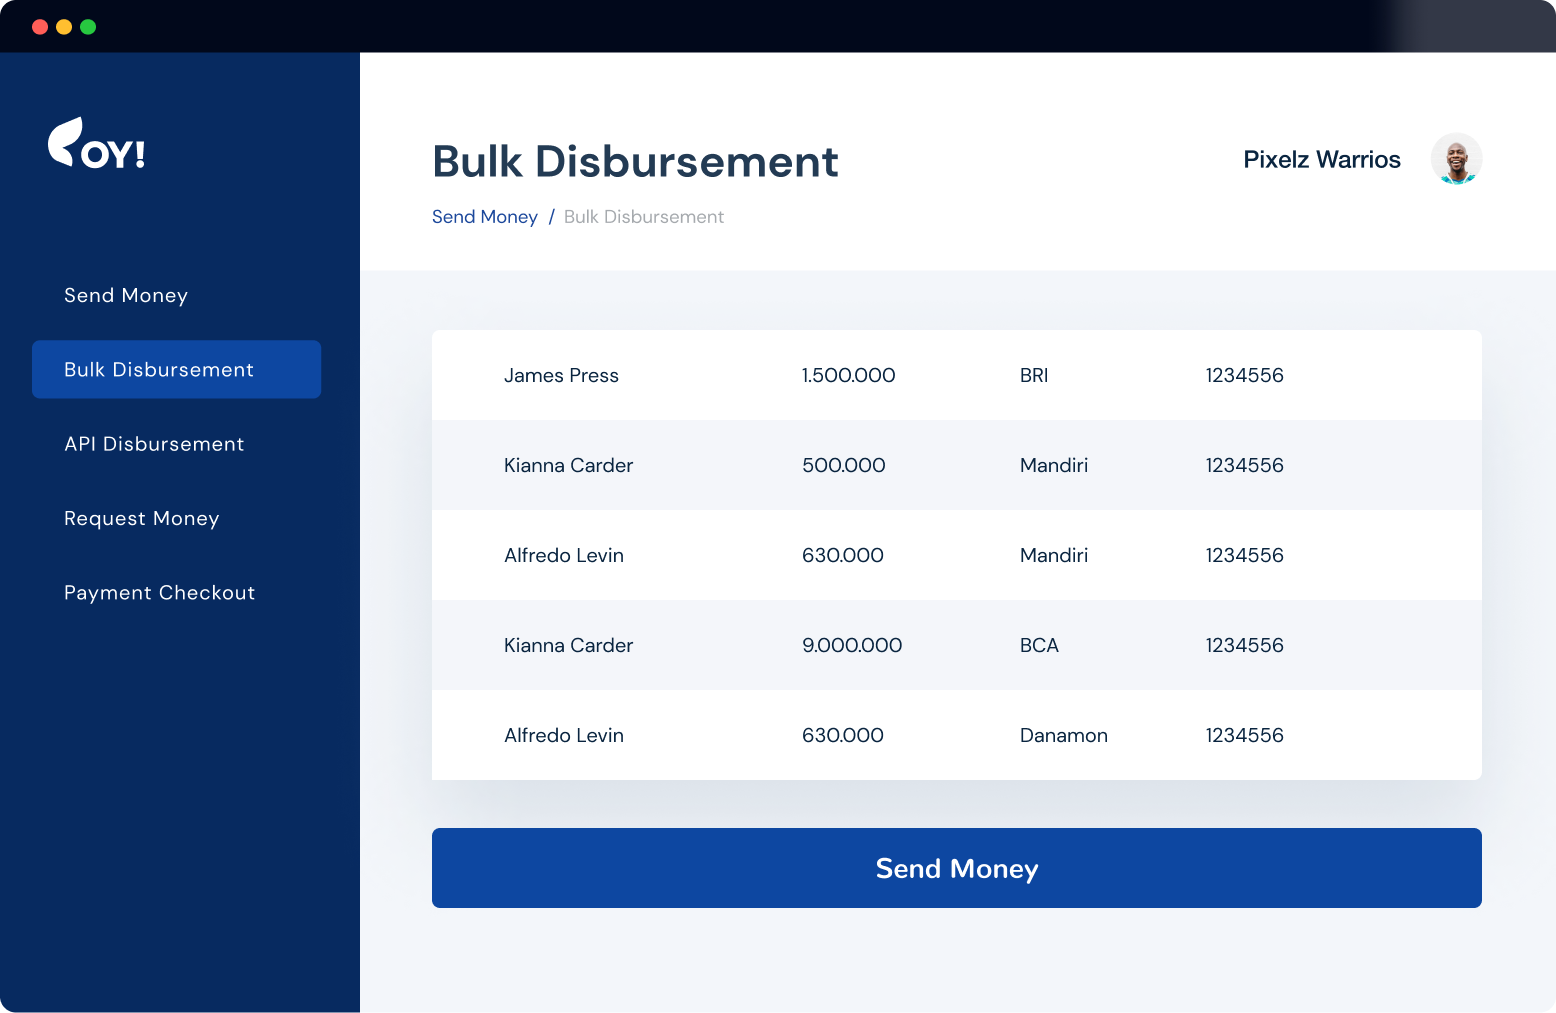 OY!
Bulk Disbursement
Pixelz Warrios
Send Money / Bulk Disbursement
Send Money
Bulk Disbursement
API Disbursement
Request Money
Payment Checkout
James Press 1.500.000 BRI 1234556
Kianna Carder 500.000 Mandiri 1234556
Alfredo Levin 630.000 Mandiri 1234556
Kianna Carder 9.000.000 BCA 1234556
Alfredo Levin 630.000 Danamon 1234556
Send Money